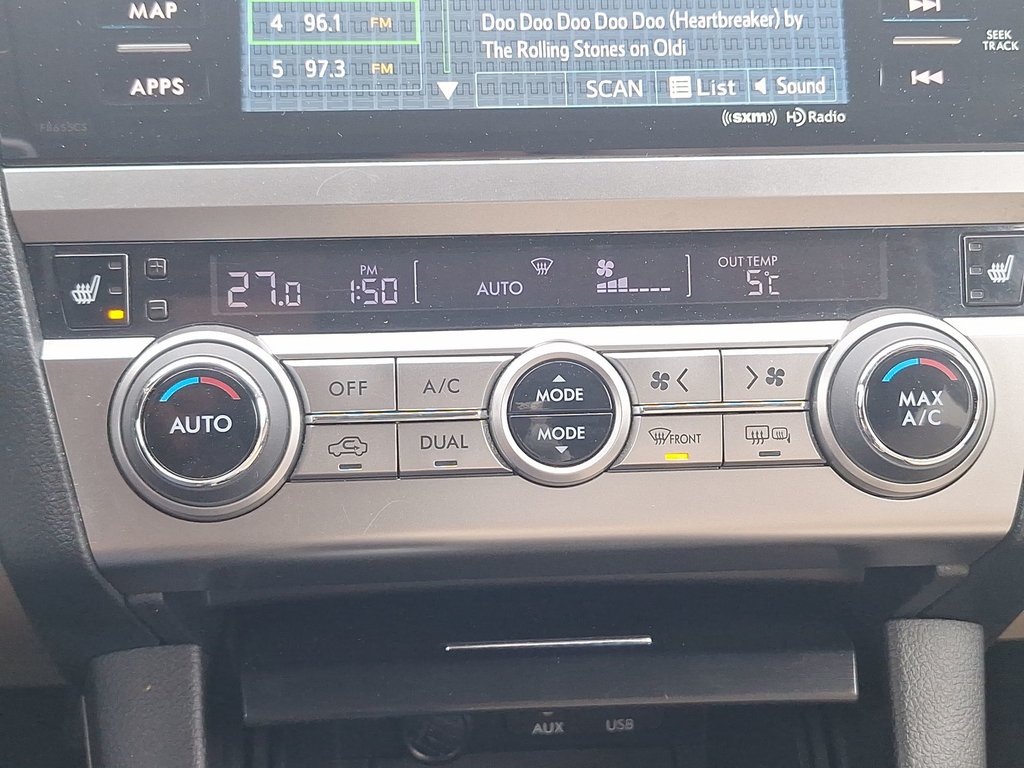 MAP
APPS
4 96.1 FM
5 97.3 FM
Doo Doo Doo Doo Doo (Heartbreaker) by
The Rolling Stones on Oldi
SCAN List Sound
((sxm)) HD Radio
SEEK
TRACK
F8655CS
27.0
PM
1:50
AUTO
OUT TEMP
5°C
AUTO
OFF
A/C
DUAL
MODE
MODE
FRONT
MAX
A/C
AUX
USB